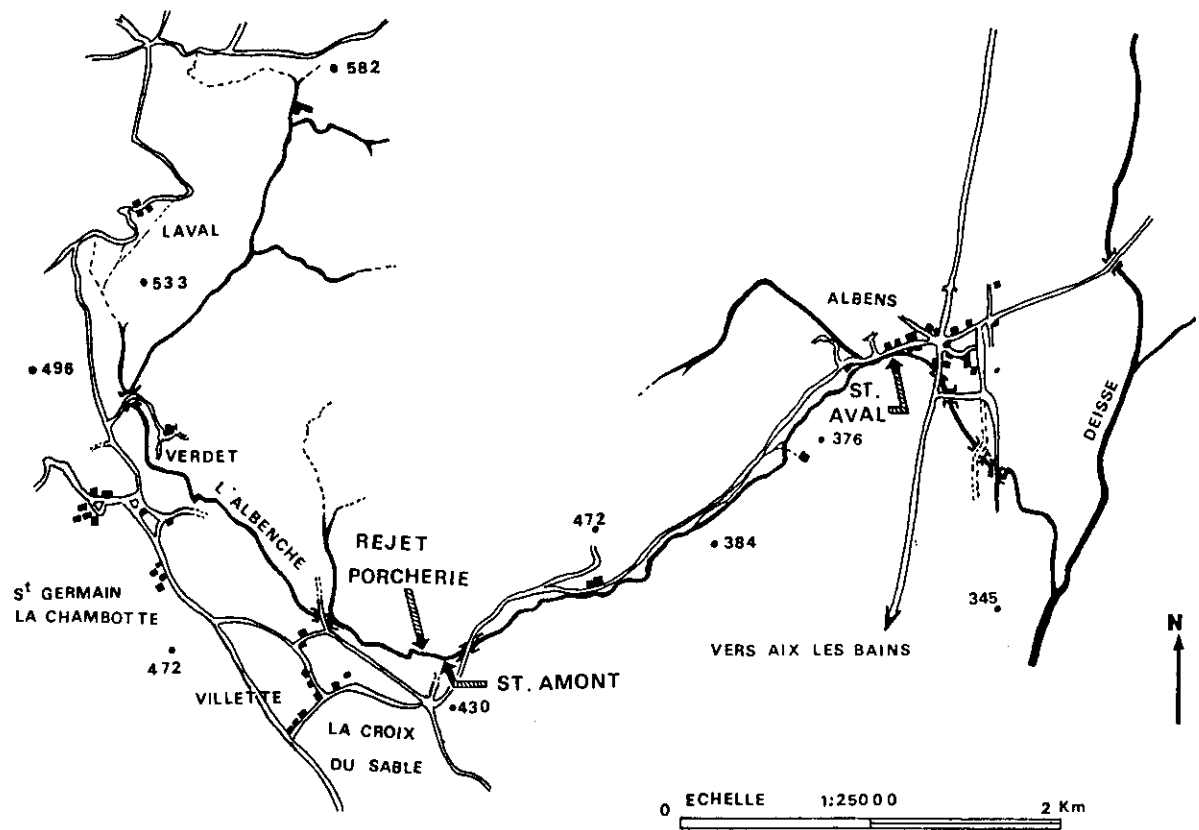 582
LAVAL
533
496
ALBENS
ST.
AVAL
DEISSE
376
VERDET
L'ALBENCHE
472
384
REJET
PORCHERIE
St GERMAIN
LA CHAMBOTTE
472
345
VERS AIX LES BAINS
N
VILLETTE
ST. AMONT
430
LA CROIX
DU SABLE
0 ECHELLE 1:25000 2 Km